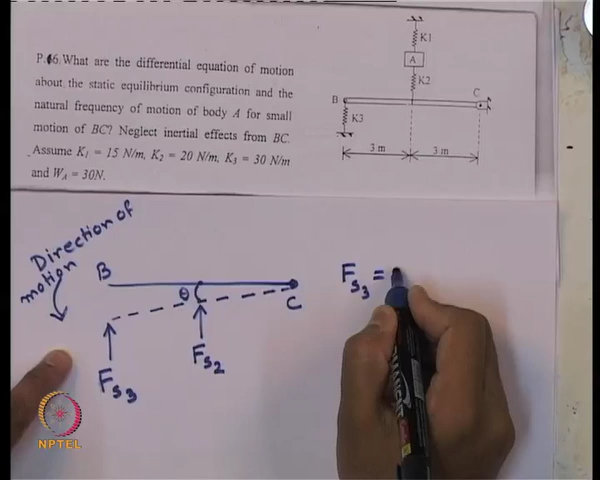 P.66. What are the differential equation of motion
about the static equilibrium configuration and the
natural frequency of motion of body A for small
motion of BC? Neglect inertial effects from BC.
Assume K1 = 15 N/m, K2 = 20 N/m, K3 = 30 N/m
and WA = 30N.
K1
A
K2
B
C
K3
3 m
3 m
Direction of
motion
B
θ
C
FS3
FS2
FS3 =
NPTEL